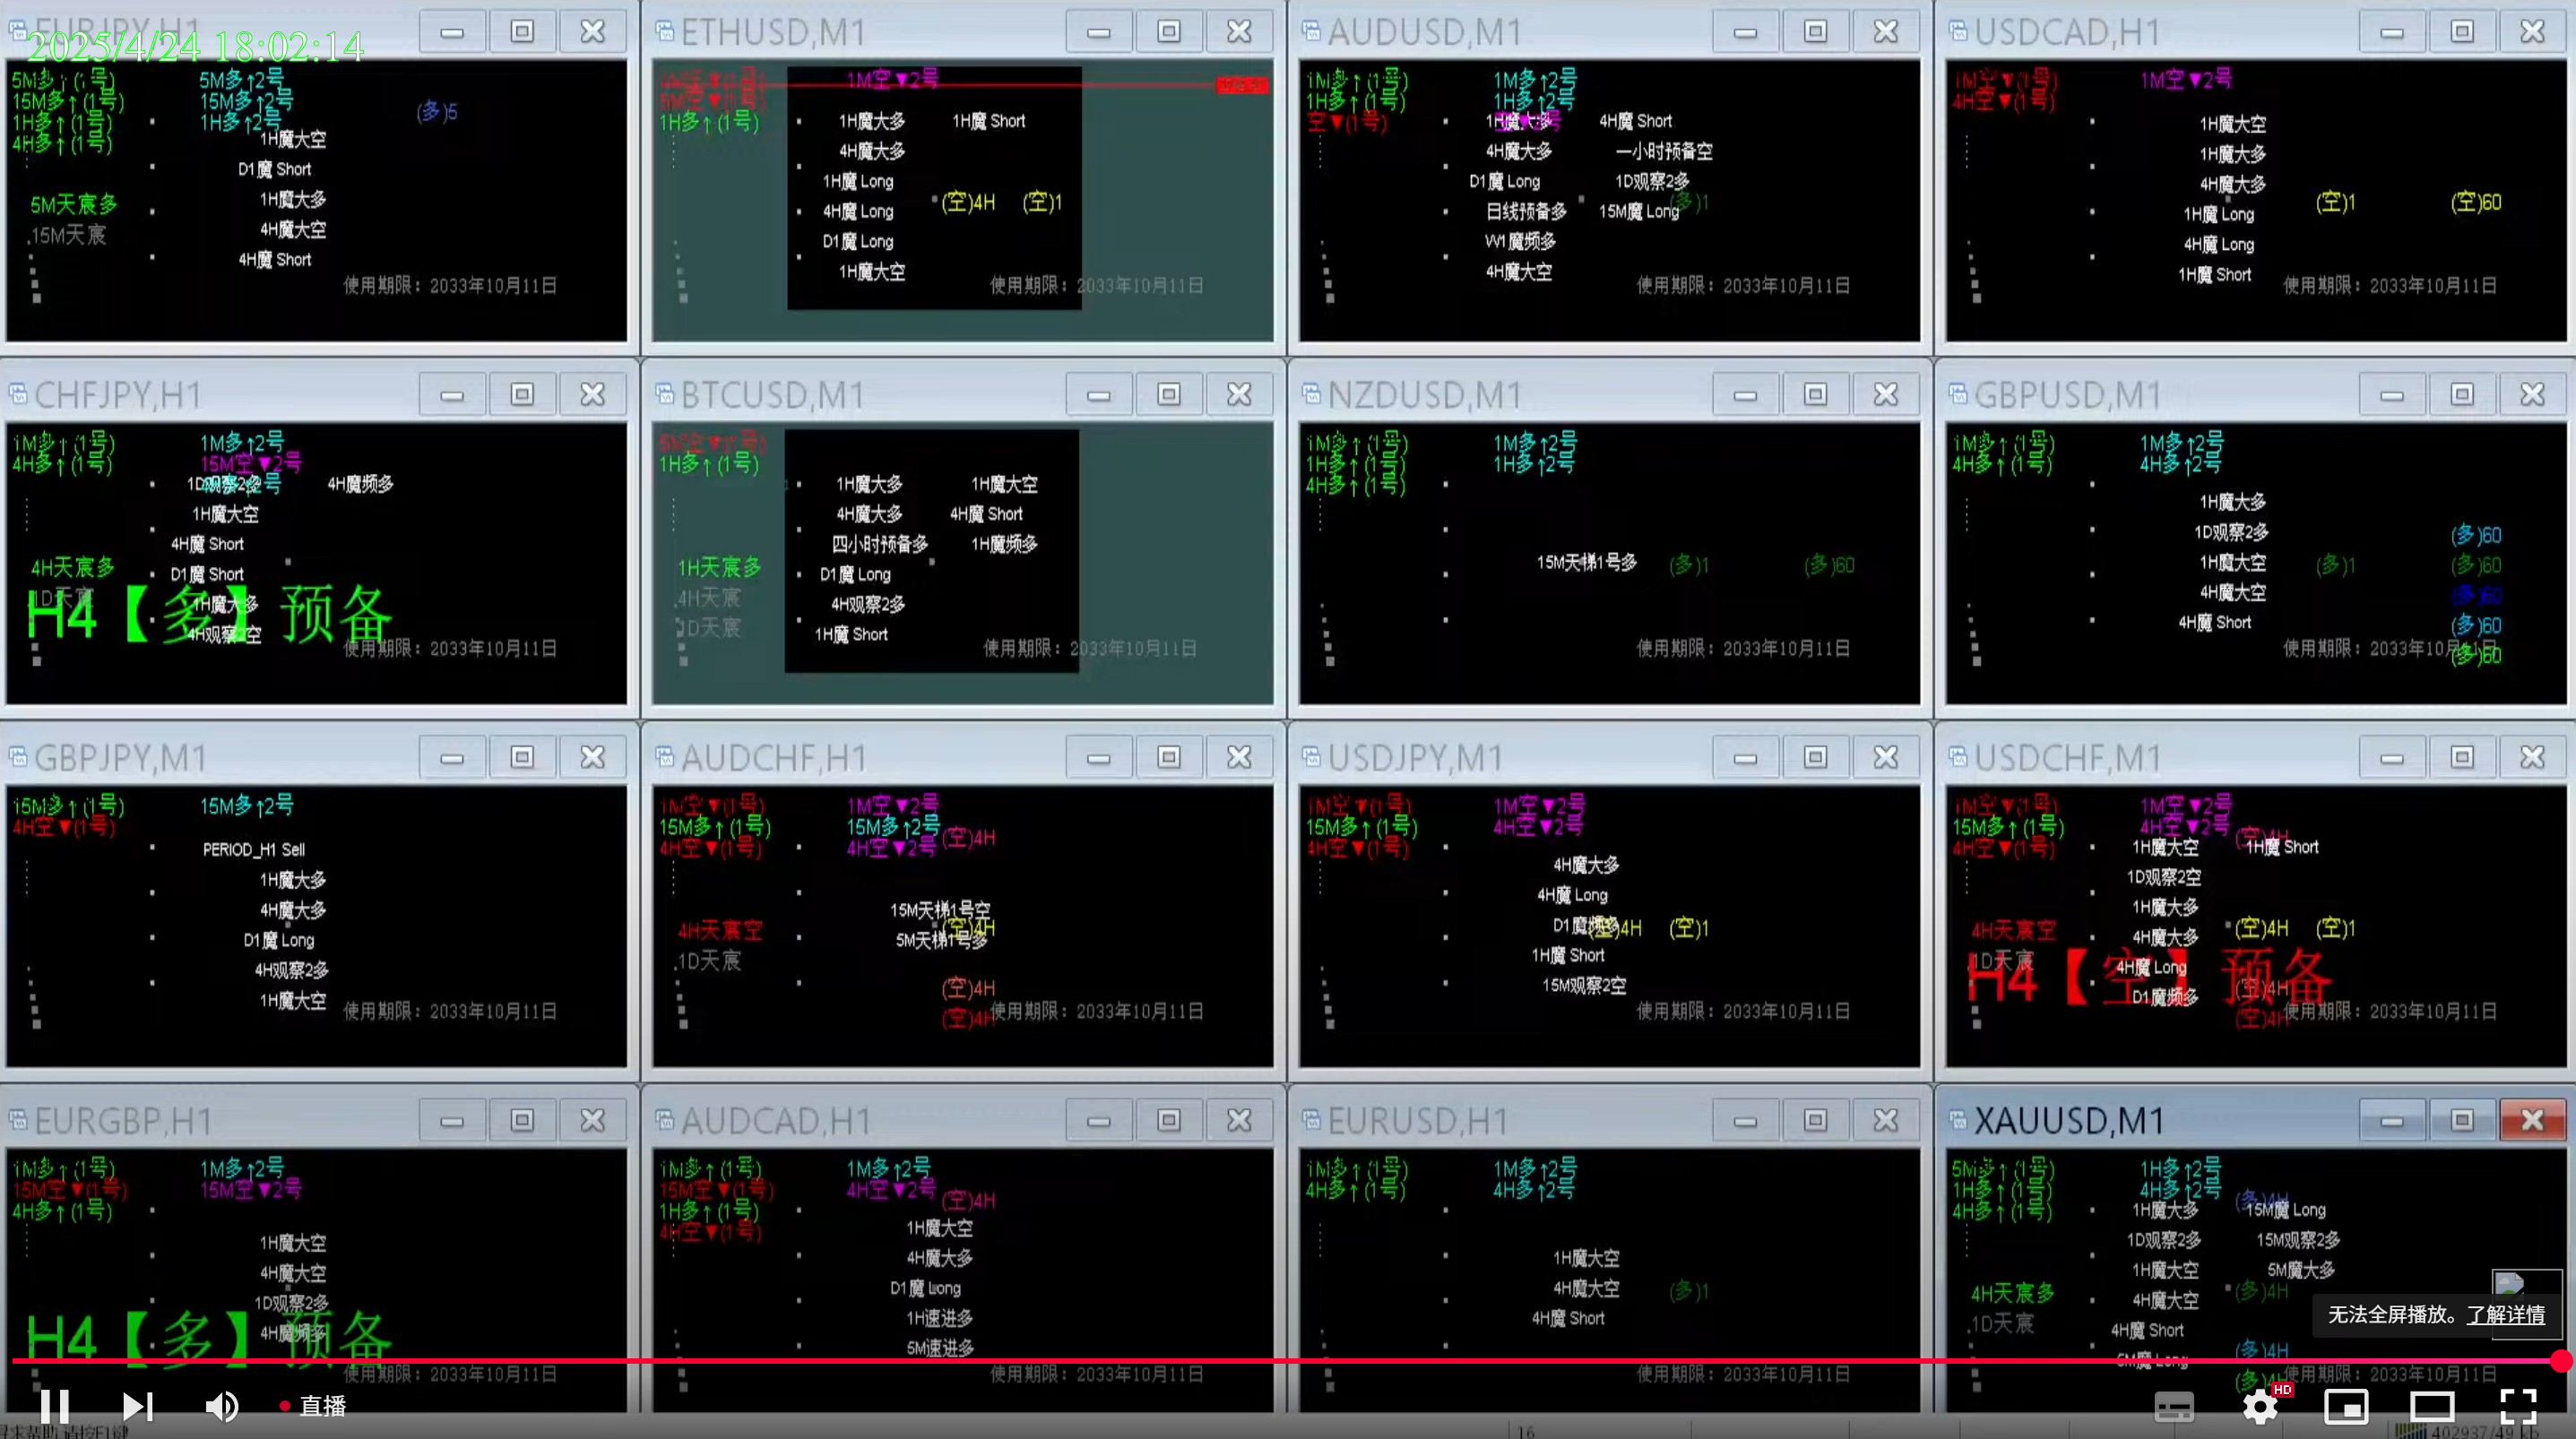 EURJPY,H1
2025/4/24 18:02:14
5M多↑(1号) 5M多↑2号
15M多↑(1号) 15M多↑2号 (多)5
1H多↑(1号) 1H多↑2号
4H多↑(1号) 1H魔大空
D1魔 Short
5M天宸多 1H魔大多
.15M天宸 4H魔大空
4H魔 Short
使用期限：2033年10月11日
ETHUSD,M1
1M空▼2号
5M空▼(1号)
1H多↑(1号) 1H魔大多 1H魔 Short
4H魔大多
1H魔 Long
(空)4H (空)1
4H魔 Long
D1魔 Long
1H魔大空
使用期限：2033年10月11日
AUDUSD,M1
1M多↑(1号) 1M多↑2号
1H多↑(1号) 1H多↑2号
空▼(1号) 1H魔大多 4H魔 Short
4H魔大多 一小时预备空
D1魔 Long 1D观察2多
日线预备多 15M魔 Long (多)1
W1魔频多
4H魔大空
使用期限：2033年10月11日
USDCAD,H1
1M空▼(1号) 1M空▼2号
4H空▼(1号)
1H魔大空
1H魔大多
4H魔大多
(空)1 (空)60
1H魔 Long
4H魔 Long
1H魔 Short
使用期限：2033年10月11日
CHFJPY,H1
1M多↑(1号) 1M多↑2号
4H多↑(1号) 15M空▼2号
1D观察2多 4H魔频多
1H魔大空
4H魔 Short
4H天宸多 D1魔 Short
.1D天宸 1H魔大多
H4【多】预备
4H观察2空
使用期限：2033年10月11日
BTCUSD,M1
5M空▼(1号)
1H多↑(1号)
1H魔大多 1H魔大空
4H魔大多 4H魔 Short
四小时预备多 1H魔频多
1H天宸多 D1魔 Long
.4H天宸 4H观察2多
.1D天宸 1H魔 Short
使用期限：2033年10月11日
NZDUSD,M1
1M多↑(1号) 1M多↑2号
1H多↑(1号) 1H多↑2号
4H多↑(1号)
15M天梯1号多 (多)1 (多)60
使用期限：2033年10月11日
GBPUSD,M1
1M多↑(1号) 1M多↑2号
4H多↑(1号) 4H多↑2号
1H魔大多
1D观察2多 (多)60
1H魔大空 (多)1 (多)60
4H魔大空 (多)60
4H魔 Short (多)60
使用期限：2033年10月11日
(多)60
GBPJPY,M1
15M多↑(1号) 15M多↑2号
4H空▼(1号)
PERIOD_H1 Sell
1H魔大多
4H魔大多
D1魔 Long
4H观察2多
1H魔大空
使用期限：2033年10月11日
AUDCHF,H1
1M空▼(1号) 1M空▼2号
15M多↑(1号) 15M多↑2号 (空)4H
4H空▼(1号) 4H空▼2号
15M天梯1号空
4H天宸空 (空)4H
5M天梯1号多
.1D天宸
(空)4H
(空)4H
使用期限：2033年10月11日
USDJPY,M1
1M空▼(1号) 1M空▼2号
15M多↑(1号) 4H空▼2号
4H空▼(1号)
4H魔大多
4H魔 Long
D1魔频多 (空)4H (空)1
1H魔 Short
15M观察2空
使用期限：2033年10月11日
USDCHF,M1
1M空▼(1号) 1M空▼2号
15M多↑(1号) 4H空▼2号 (空)4H
4H空▼(1号) 1H魔大空 1H魔 Short
1D观察2空
1H魔大多
4H天宸空 4H魔大多 (空)4H (空)1
.1D天宸 4H魔 Long
H4【空】预备
(空)4H
D1魔频多
(空)4H
使用期限：2033年10月11日
EURGBP,H1
1M多↑(1号) 1M多↑2号
15M空▼(1号) 15M空▼2号
4H多↑(1号)
1H魔大空
4H魔大空
1D观察2多
4H魔频多
H4【多】预备
使用期限：2033年10月11日
AUDCAD,H1
1M多↑(1号) 1M多↑2号
15M空▼(1号) 4H空▼2号 (空)4H
1H多↑(1号)
4H空▼(1号) 1H魔大空
4H魔大多
D1魔 Long
1H速进多
5M速进多
使用期限：2033年10月11日
EURUSD,H1
1M多↑(1号) 1M多↑2号
4H多↑(1号) 4H多↑2号
1H魔大空
4H魔大空 (多)1
4H魔 Short
使用期限：2033年10月11日
XAUUSD,M1
5M多↑(1号) 1H多↑2号
1H多↑(1号) 4H多↑2号 (多)4H
4H多↑(1号) 1H魔大多 15M魔 Long
1D观察2多 15M观察2多
1H魔大空 5M魔大多
4H天宸多 4H魔大空 (多)4H
.1D天宸 4H魔 Short
无法全屏播放。了解详情
5M魔 Long (多)4H
使用期限：2033年10月11日
直播
HD
16
402937/49 kb